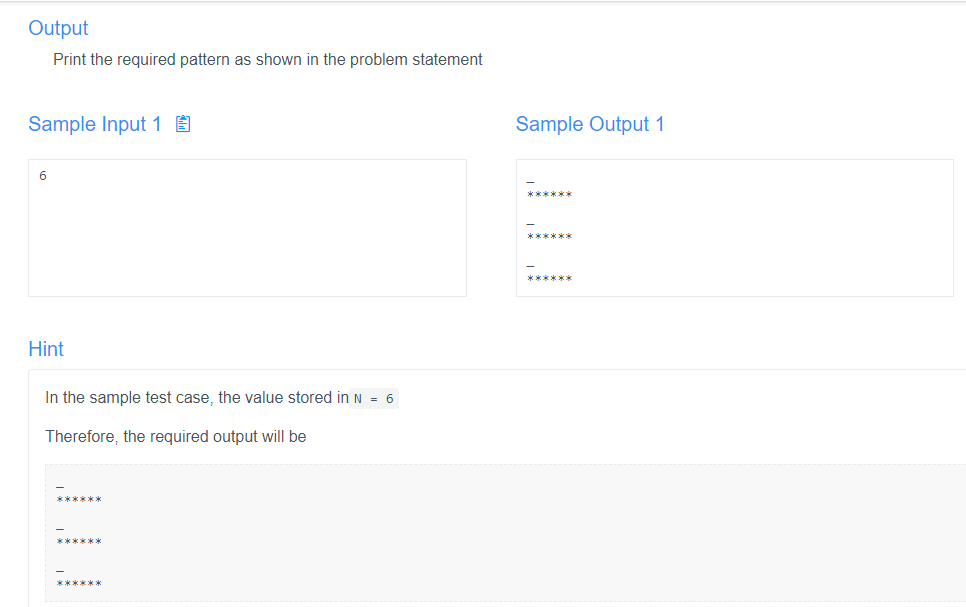 Output
Print the required pattern as shown in the problem statement
Sample Input 1
6
Sample Output 1
_
******
_
******
_
******
Hint
In the sample test case, the value stored in N = 6
Therefore, the required output will be
_
******
_
******
_
******